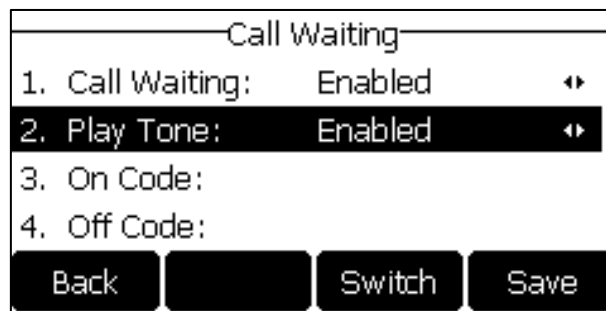 Call Waiting
1. Call Waiting: Enabled
2. Play Tone: Enabled
3. On Code:
4. Off Code:
Back Switch Save